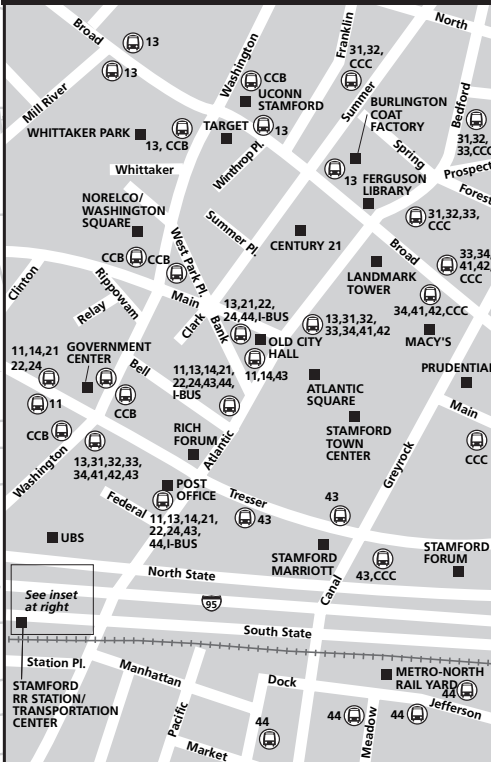 North
Broad
13
13
Mill River
Washington
Franklin
31,32,
CCC
CCB
UCONN
STAMFORD
Summer
BURLINGTON
COAT
FACTORY
Bedford
31,32,
33,CCC
WHITTAKER PARK
13, CCB
TARGET
13
Winthrop Pl.
Spring
Prospect
Forest
Whittaker
13
FERGUSON
LIBRARY
NORELCO/
WASHINGTON
SQUARE
Summer Pl.
CENTURY 21
31,32,33,
CCC
Broad
33,34,
41,42,
CCC
LANDMARK
TOWER
CCB
CCB
West Park Pl.
Clinton
Rippowam
Relay
Main
Clark
Bank
13,21,22,
24,44,I-BUS
13,31,32,
33,34,41,42
34,41,42,CCC
MACY'S
OLD CITY
HALL
11,14,43
11,14,21
22,24
GOVERNMENT
CENTER
Bell
11,13,14,21,
22,24,43,44,
I-BUS
ATLANTIC
SQUARE
PRUDENTIAL
11
CCB
CCB
Main
RICH
FORUM
Atlantic
STAMFORD
TOWN
CENTER
CCC
Washington
13,31,32,33,
34,41,42,43
Greyrock
POST
OFFICE
Federal
Tresser
11,13,14,21,
22,24,43,
44,I-BUS
43
43
UBS
STAMFORD
MARRIOTT
43,CCC
STAMFORD
FORUM
North State
See inset
at right
95
Canal
South State
Station Pl.
STAMFORD
RR STATION/
TRANSPORTATION
CENTER
Manhattan
Dock
METRO-NORTH
RAIL YARD
44
Jefferson
Pacific
44
44
44
Meadow
Market